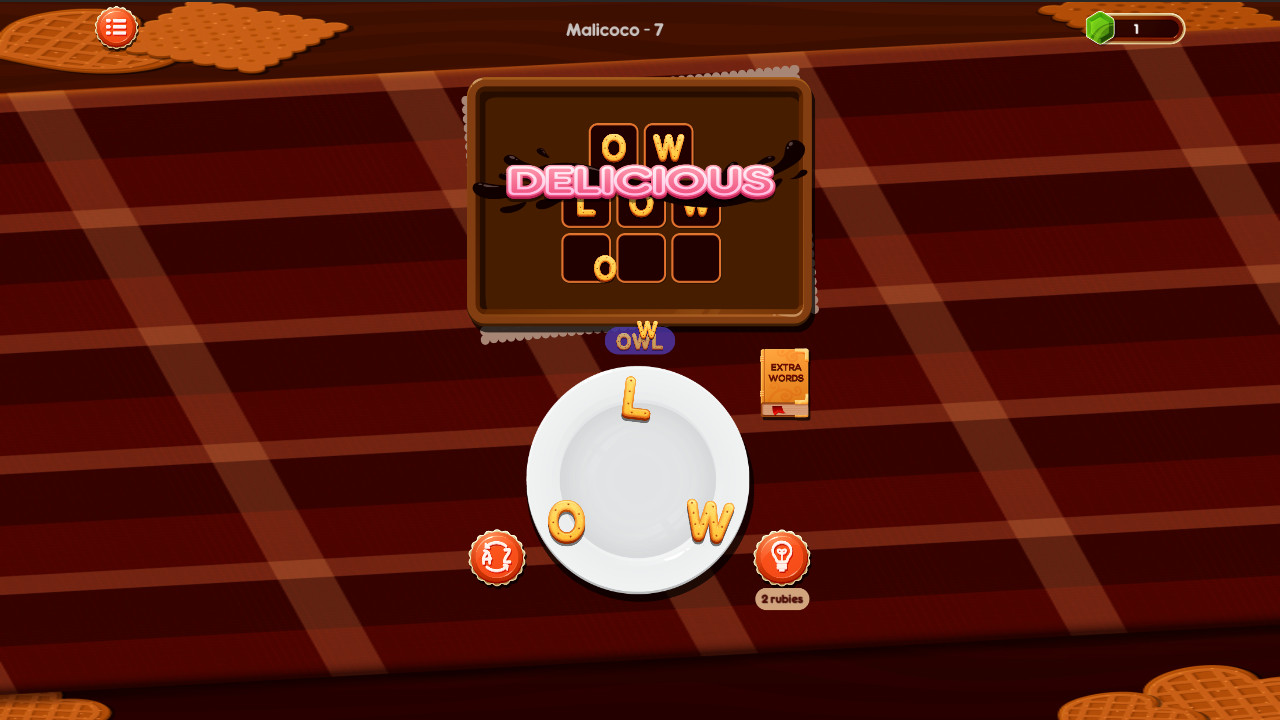 Malicoco - 7
1
O W
DELICIOUS
L O W
O
W
OWL
EXTRA
WORDS
L
O W
A Z
2 rubies